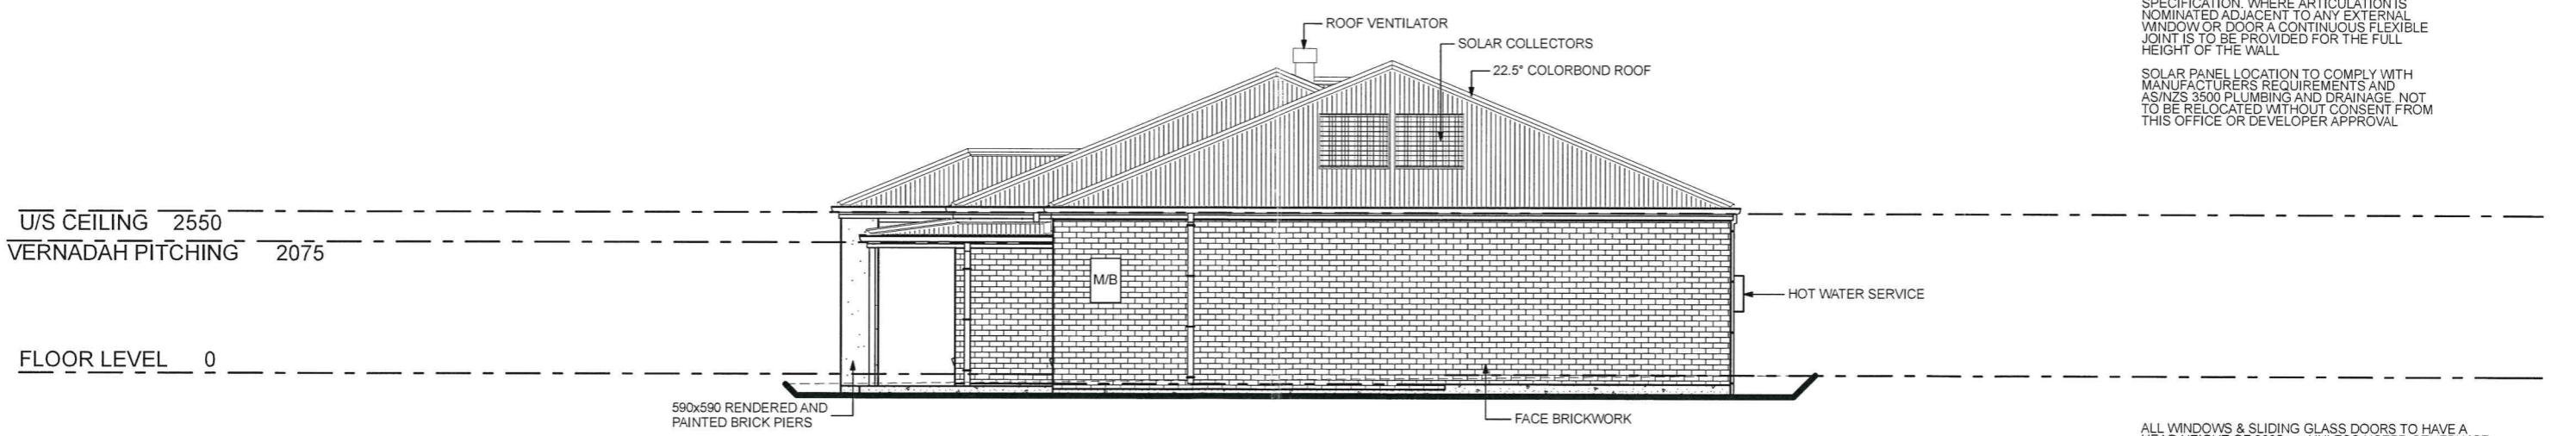 SPECIFICATION. WHERE ARTICULATION IS
NOMINATED ADJACENT TO ANY EXTERNAL
WINDOW OR DOOR A CONTINUOUS FLEXIBLE
JOINT IS TO BE PROVIDED FOR THE FULL
HEIGHT OF THE WALL
SOLAR PANEL LOCATION TO COMPLY WITH
MANUFACTURERS REQUIREMENTS AND
AS/NZS 3500 PLUMBING AND DRAINAGE. NOT
TO BE RELOCATED WITHOUT CONSENT FROM
THIS OFFICE OR DEVELOPER APPROVAL
ROOF VENTILATOR
SOLAR COLLECTORS
22.5° COLORBOND ROOF
U/S CEILING 2550
VERNADAH PITCHING 2075
M/B
HOT WATER SERVICE
FLOOR LEVEL 0
590x590 RENDERED AND
PAINTED BRICK PIERS
FACE BRICKWORK
ALL WINDOWS & SLIDING GLASS DOORS TO HAVE A